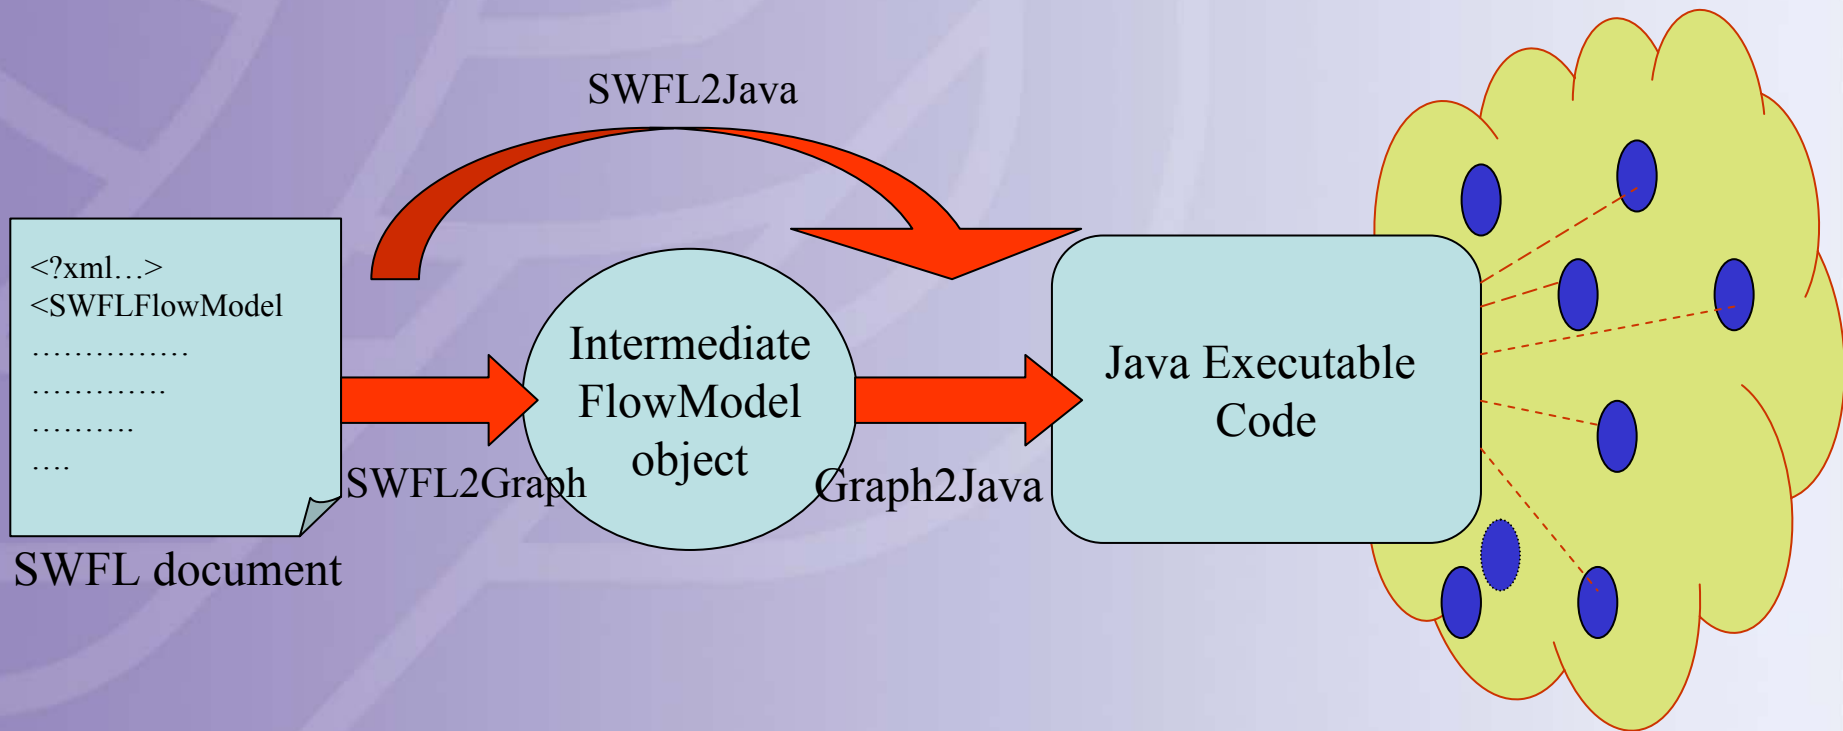 SWFL2Java
<?xml…>
<SWFLFlowModel
……………
………….
……….
….
SWFL document
SWFL2Graph
Intermediate
FlowModel
object
Graph2Java
Java Executable
Code